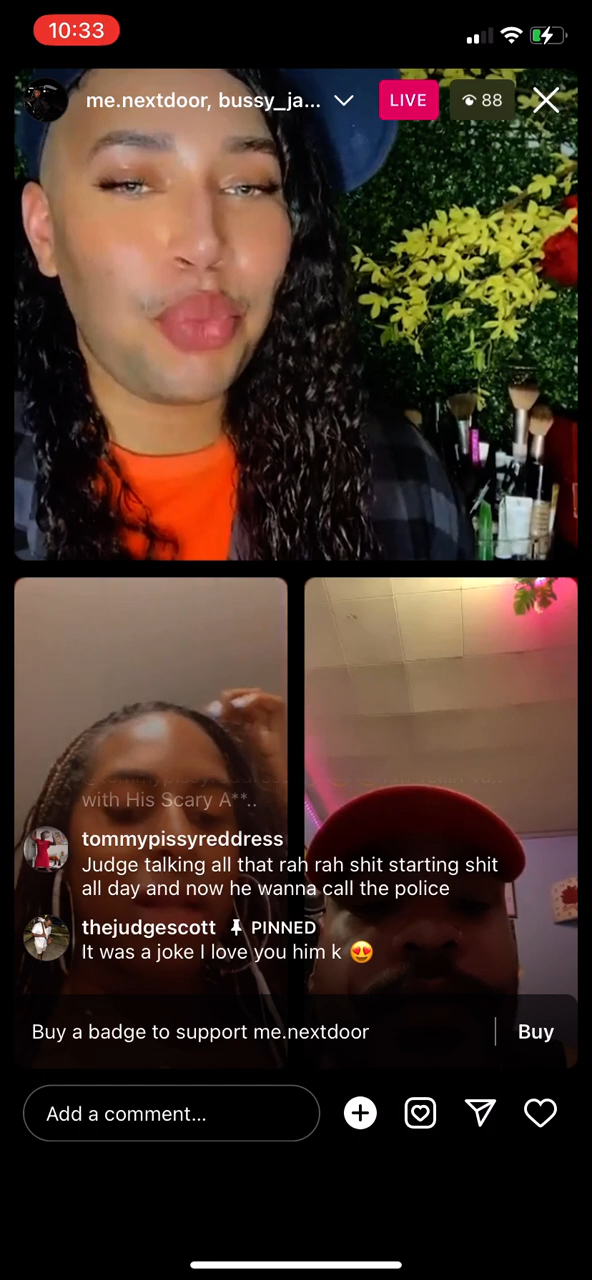 10:33
me.nextdoor, bussy_ja...
LIVE
88
with His Scary A**..
tommypissyreddress
Judge talking all that rah rah shit starting shit
all day and now he wanna call the police
thejudgescott PINNED
It was a joke I love you him k 😍
Buy a badge to support me.nextdoor
Buy
Add a comment...